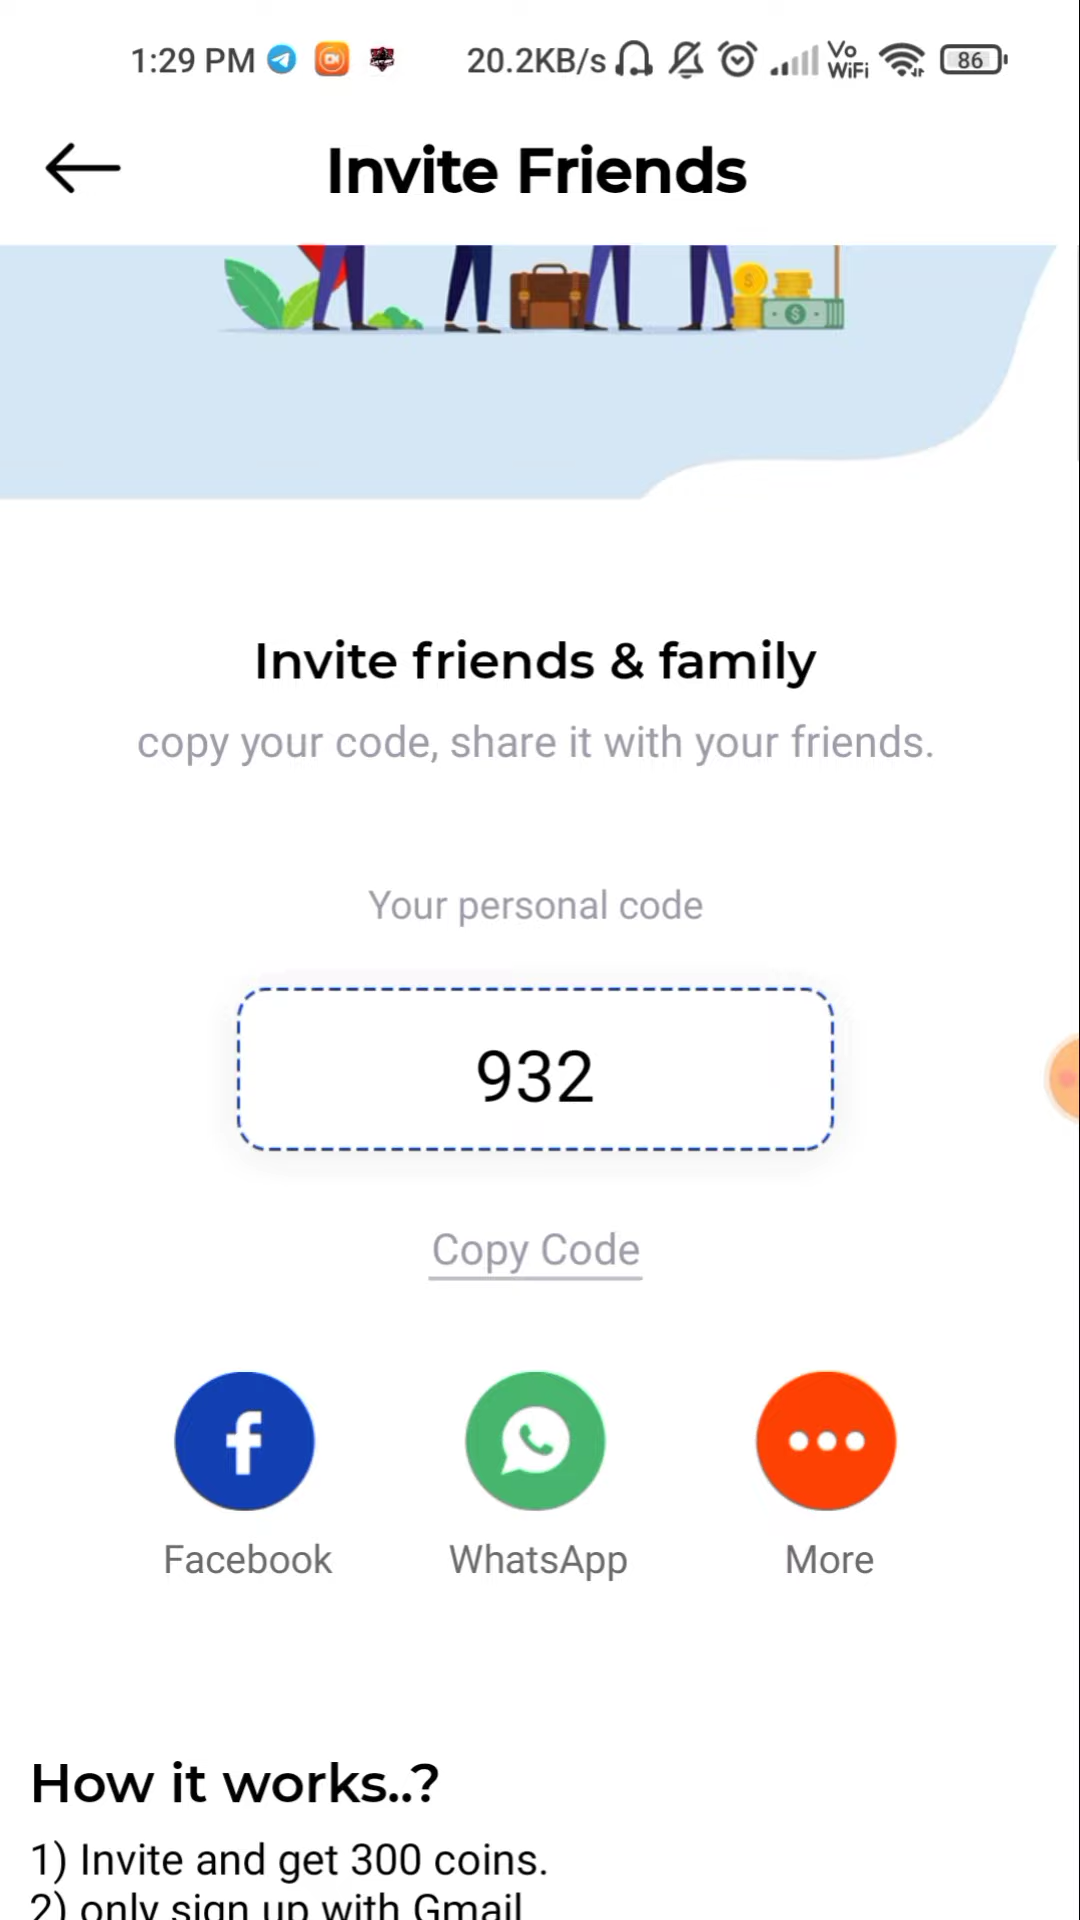 1:29 PM 20.2KB/s Vo WiFi 86
Invite Friends
Invite friends & family
copy your code, share it with your friends.
Your personal code
932
Copy Code
Facebook WhatsApp More
How it works..?
1) Invite and get 300 coins.
2) only sign up with Gmail